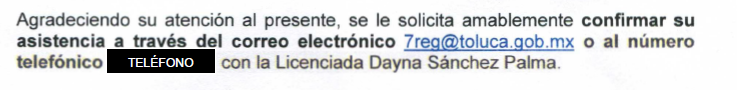 Agradeciendo su atención al presente, se le solicita amablemente confirmar su
asistencia a través del correo electrónico 7reg@toluca.gob.mx o al número
telefónico TELÉFONO con la Licenciada Dayna Sánchez Palma.